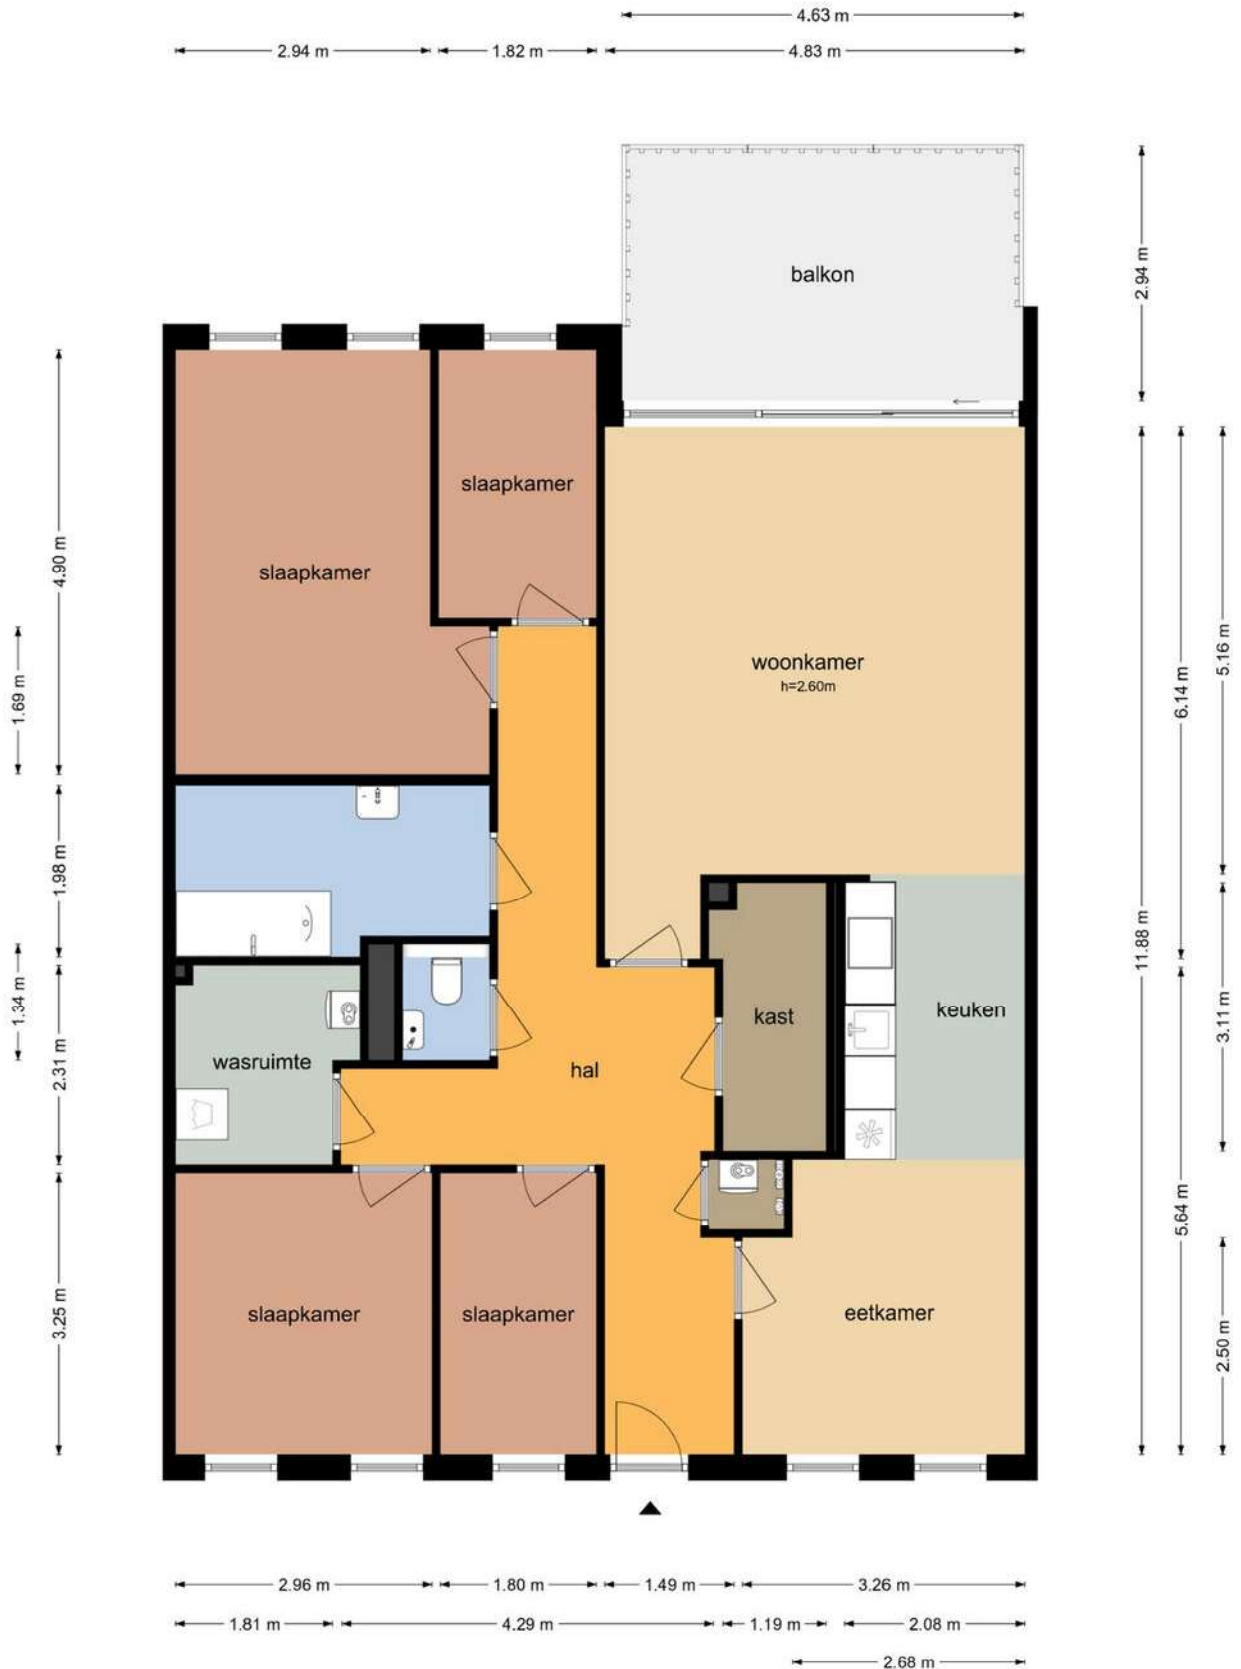 4.63 m
2.94 m
1.82 m
4.83 m
balkon
2.94 m
slaapkamer
slaapkamer
4.90 m
1.69 m
woonkamer
h=2.60m
5.16 m
6.14 m
11.88 m
1.98 m
1.34 m
2.31 m
wasruimte
hal
kast
keuken
3.11 m
5.64 m
2.50 m
slaapkamer
slaapkamer
eetkamer
3.25 m
2.96 m
1.80 m
1.49 m
3.26 m
1.81 m
4.29 m
1.19 m
2.08 m
2.68 m